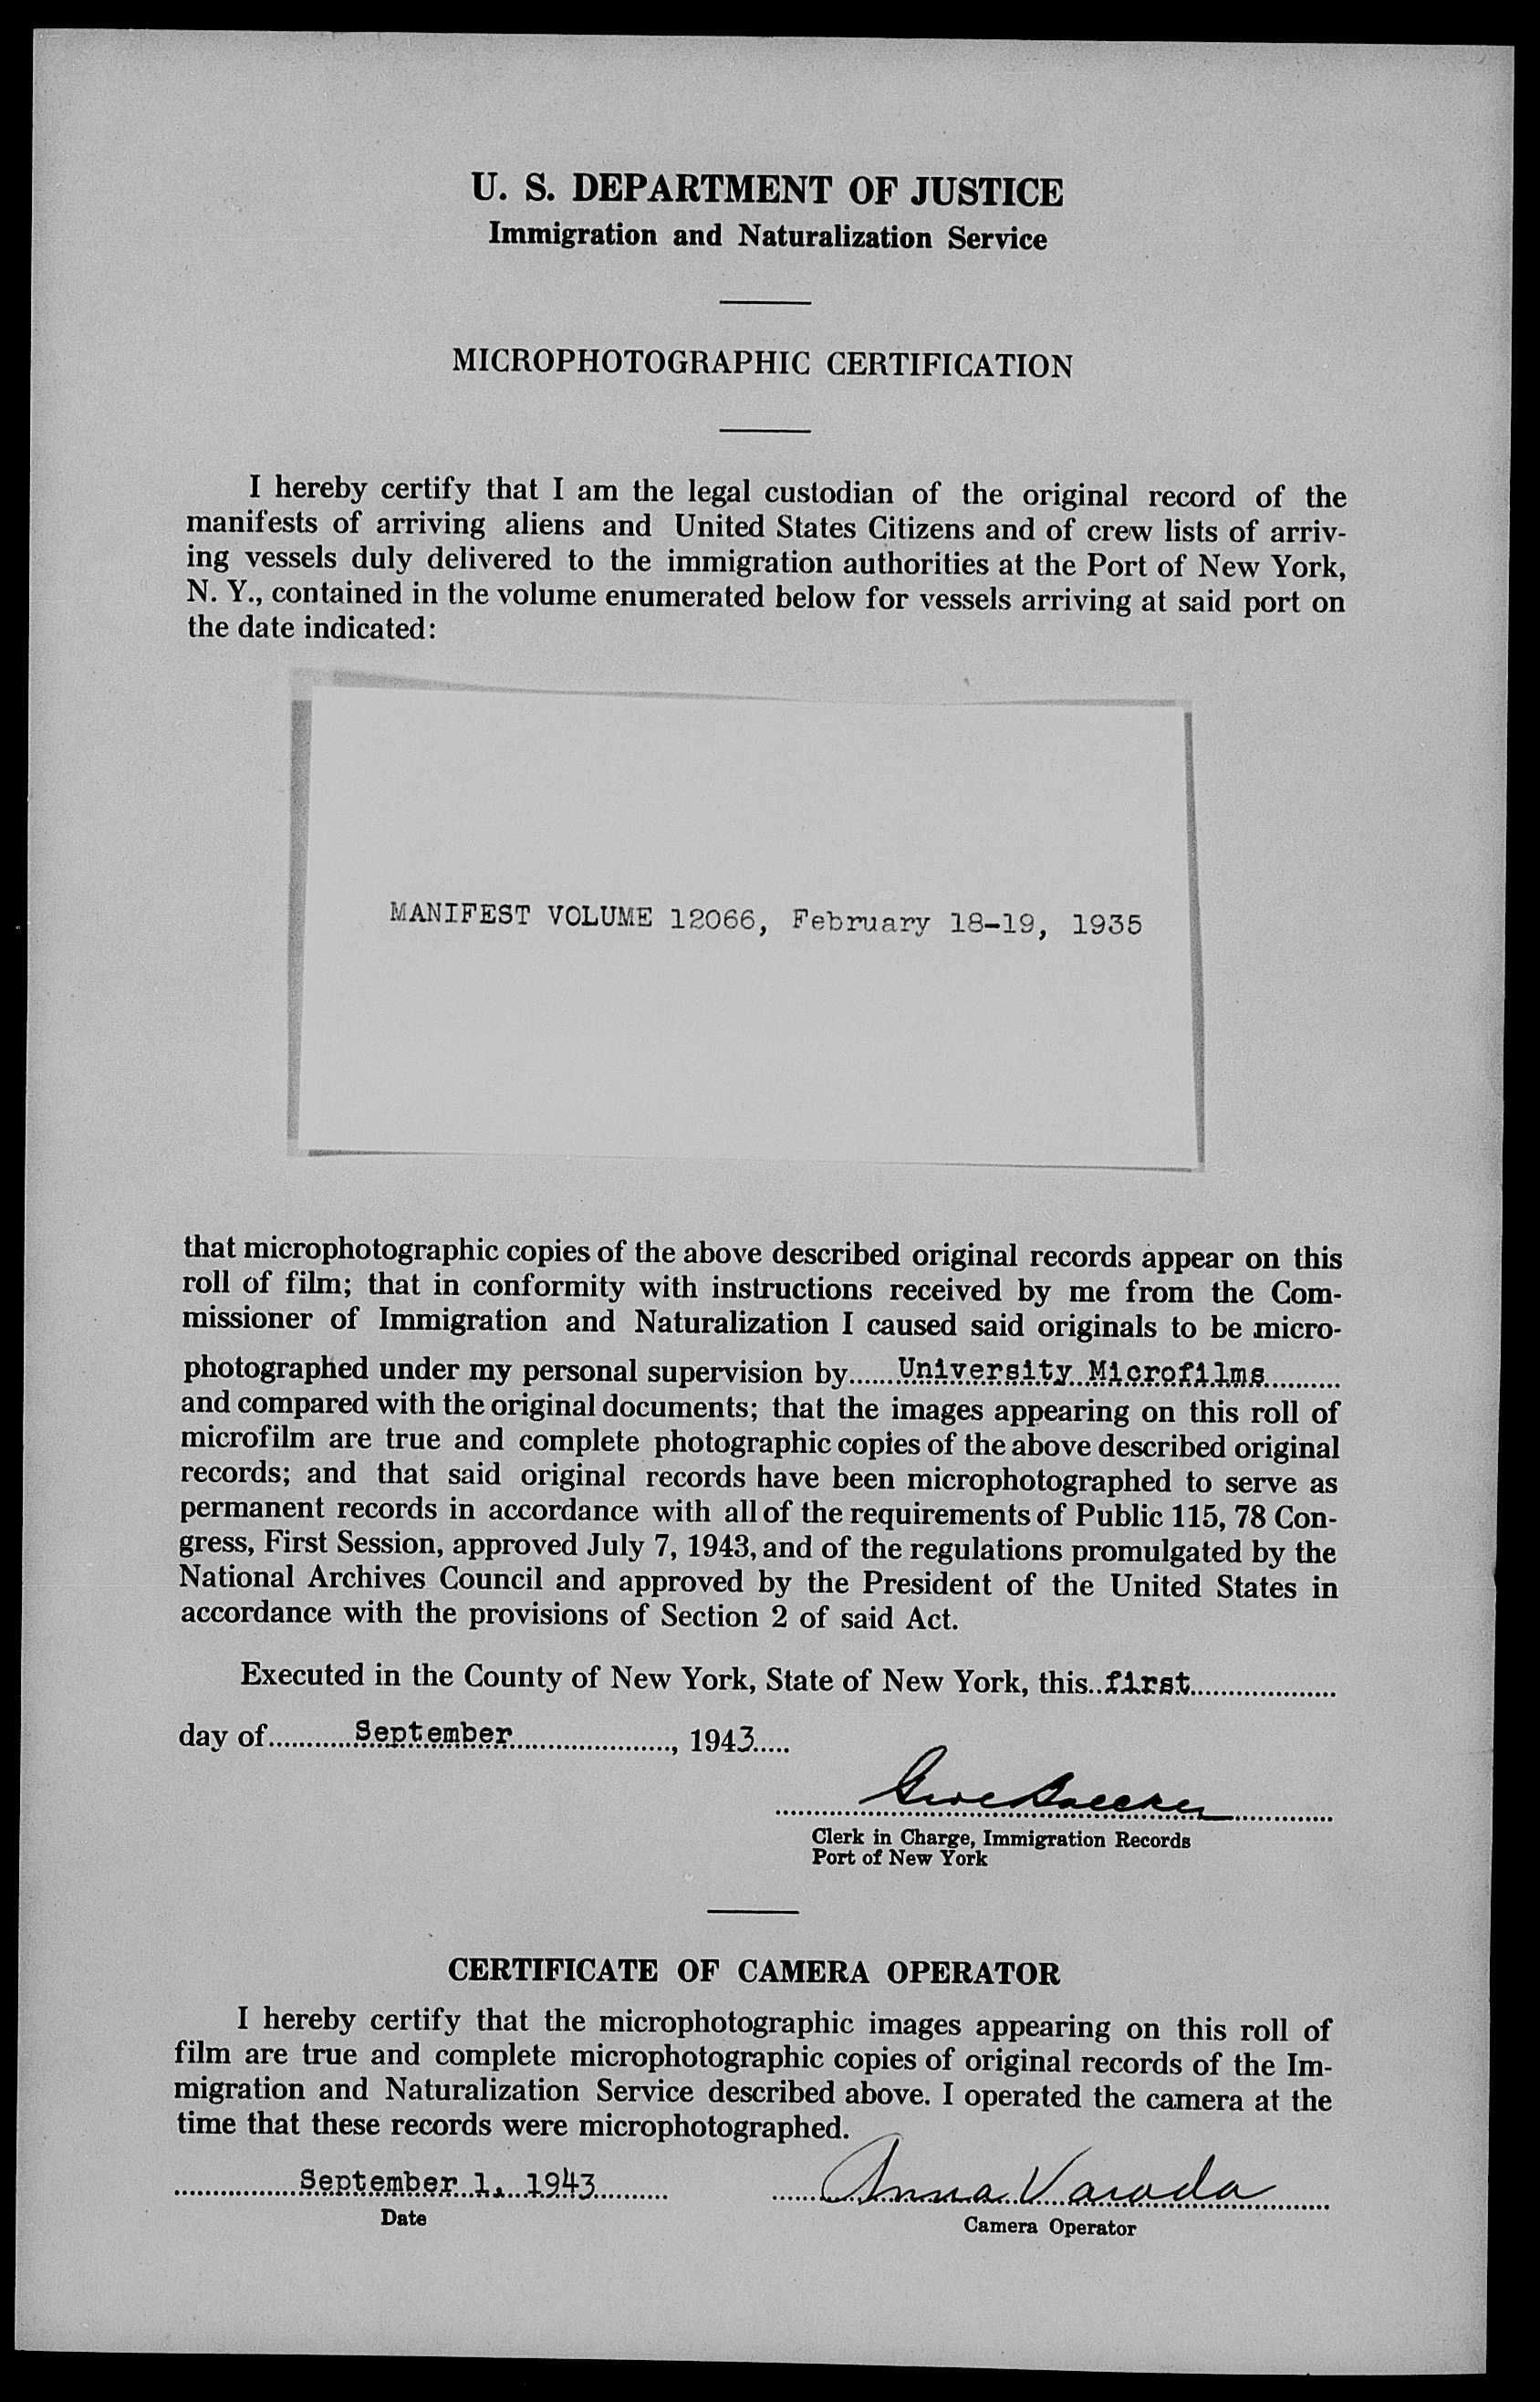 U. S. DEPARTMENT OF JUSTICE
Immigration and Naturalization Service
MICROPHOTOGRAPHIC CERTIFICATION
I hereby certify that I am the legal custodian of the original record of the
manifests of arriving aliens and United States Citizens and of crew lists of arriv-
ing vessels duly delivered to the immigration authorities at the Port of New York,
N. Y., contained in the volume enumerated below for vessels arriving at said port on
the date indicated:
MANIFEST VOLUME 12066, February 18-19, 1935
that microphotographic copies of the above described original records appear on this
roll of film; that in conformity with instructions received by me from the Com-
missioner of Immigration and Naturalization I caused said originals to be micro-
photographed under my personal supervision by......University Microfilms..........
and compared with the original documents; that the images appearing on this roll of
microfilm are true and complete photographic copies of the above described original
records; and that said original records have been microphotographed to serve as
permanent records in accordance with all of the requirements of Public 115, 78 Con-
gress, First Session, approved July 7, 1943, and of the regulations promulgated by the
National Archives Council and approved by the President of the United States in
accordance with the provisions of Section 2 of said Act.
Executed in the County of New York, State of New York, this..first...................
day of...........September....................., 1943.....
Clerk in Charge, Immigration Records
Port of New York
CERTIFICATE OF CAMERA OPERATOR
I hereby certify that the microphotographic images appearing on this roll of
film are true and complete microphotographic copies of original records of the Im-
migration and Naturalization Service described above. I operated the camera at the
time that these records were microphotographed.
September 1, 1943 Anna Varada
Date Camera Operator